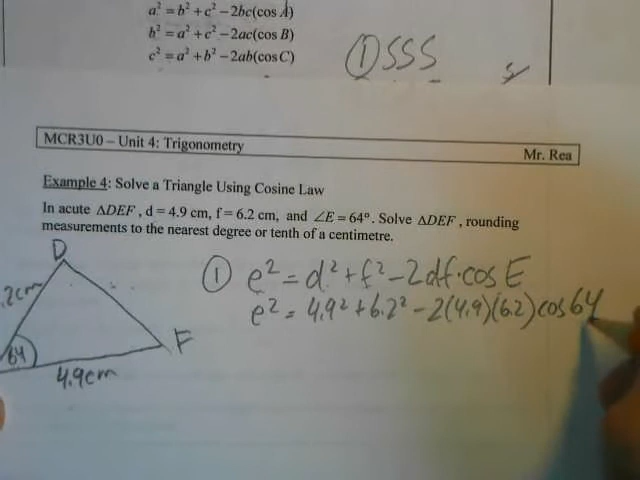 a² = b² + c² – 2bc(cos A)
b² = a² + c² – 2ac(cos B)
c² = a² + b² – 2ab(cos C)
① SSS
MCR3U0 – Unit 4: Trigonometry
Mr. Rea
Example 4: Solve a Triangle Using Cosine Law
In acute ΔDEF, d = 4.9 cm, f = 6.2 cm, and ∠E = 64°. Solve ΔDEF, rounding
measurements to the nearest degree or tenth of a centimetre.
D
.2cm
64
F
4.9cm
① e² = d² + f² – 2df·cos E
e² = 4.9² + 6.2² – 2(4.9)(6.2)cos64